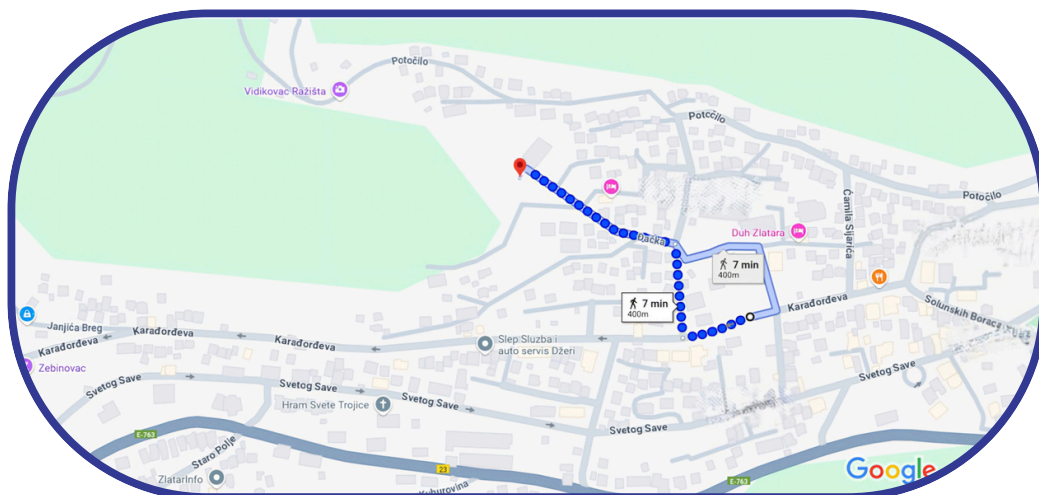 Potočilo
Vidikovac Ražišta
Potočilo
Potočilo
Čamila Sijarića
Duh Zlatara
Dačka
7 min
400m
7 min
400m
Karađorđeva
Solunskih Boraca
Janjića Breg
Karađorđeva
Karađorđeva
Karađorđeva
Slep Sluzba i
auto servis Džeri
Zebinovac
Svetog Save
Svetog Save
Svetog Save
Svetog Save
Svetog Save
Hram Svete Trojice
E-763
Staro Polje
23
ZlatarInfo
Kuburovina
E-763
Google